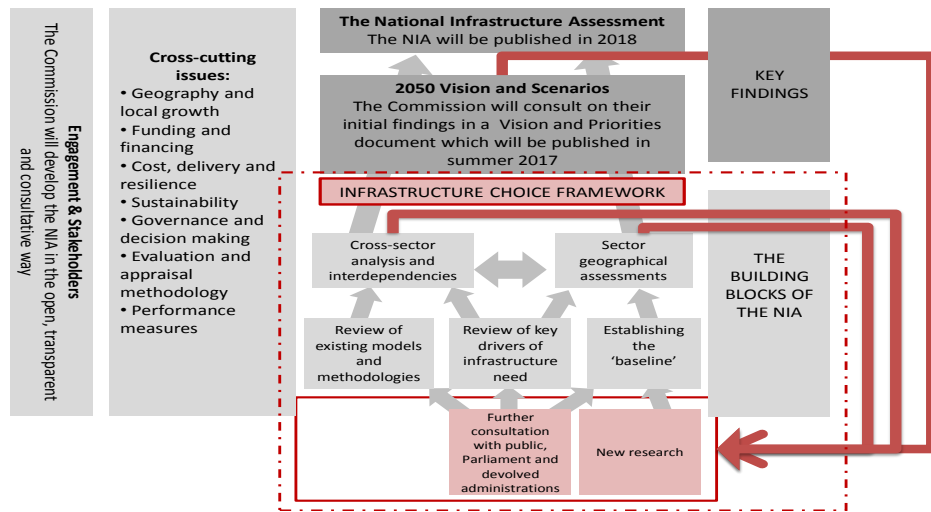 Engagement & Stakeholders
The Commission will develop the NIA in the open, transparent
and consultative way
Cross-cutting
issues:
• Geography and
local growth
• Funding and
financing
• Cost, delivery and
resilience
• Sustainability
• Governance and
decision making
• Evaluation and
appraisal
methodology
• Performance
measures
The National Infrastructure Assessment
The NIA will be published in 2018
2050 Vision and Scenarios
The Commission will consult on their
initial findings in a Vision and Priorities
document which will be published in
summer 2017
KEY
FINDINGS
INFRASTRUCTURE CHOICE FRAMEWORK
Cross-sector
analysis and
interdependencies
Sector
geographical
assessments
THE
BUILDING
BLOCKS OF
THE NIA
Review of
existing models
and
methodologies
Review of key
drivers of
infrastructure
need
Establishing
the
‘baseline’
Further
consultation
with public,
Parliament and
devolved
administrations
New research